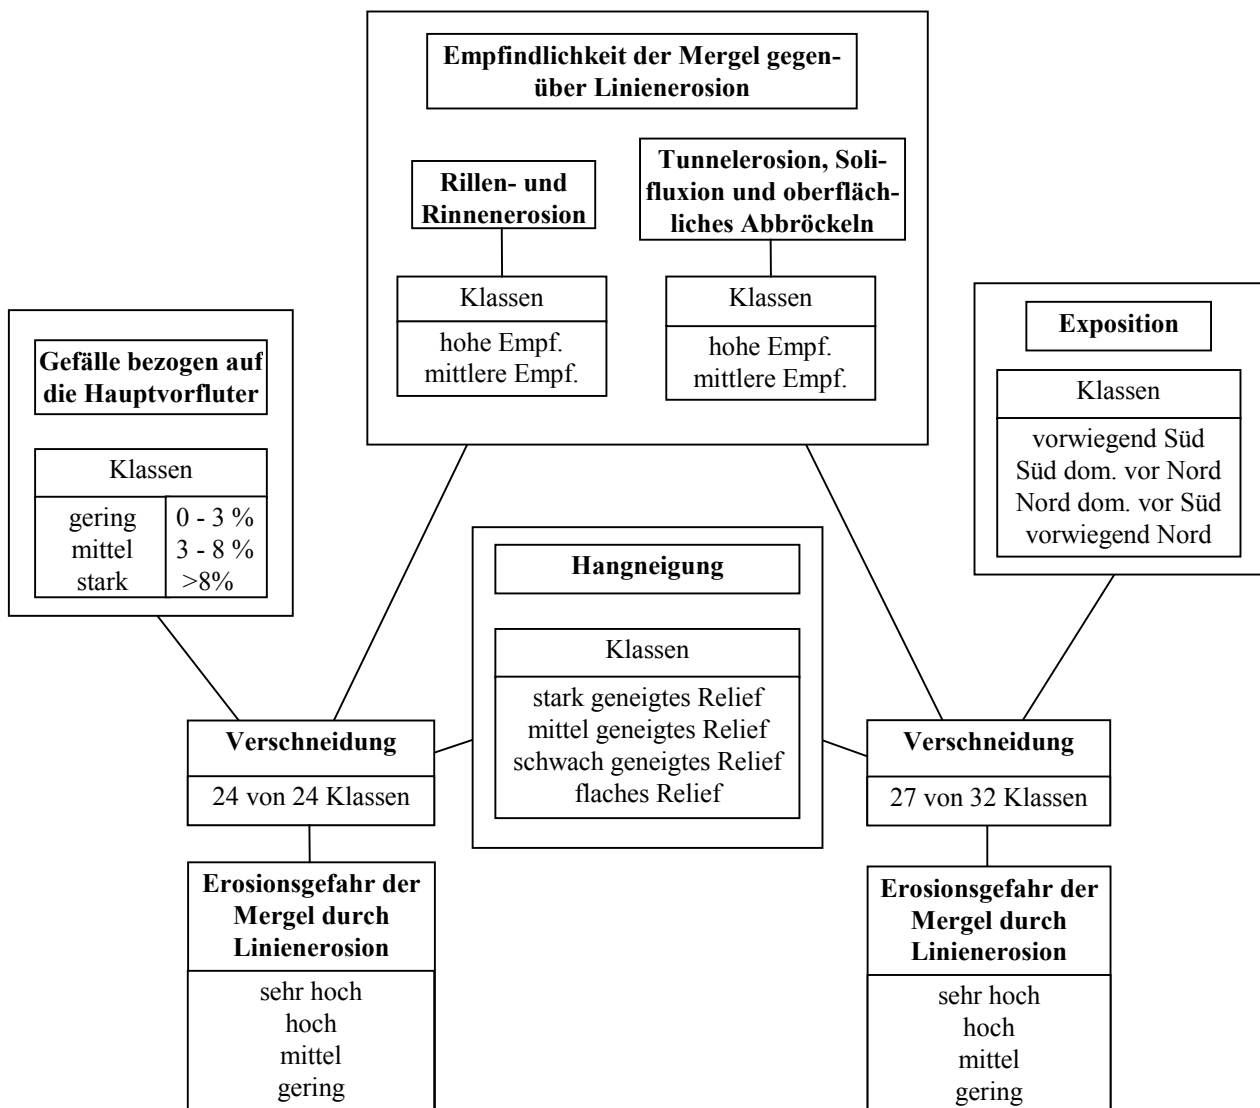 Empfindlichkeit der Mergel gegen-
über Linienerosion
Rillen- und
Rinnenerosion
Klassen
hohe Empf.
mittlere Empf.
Tunnelerosion, Soli-
fluxion und oberfläch-
liches Abbröckeln
Klassen
hohe Empf.
mittlere Empf.
Gefälle bezogen auf
die Hauptvorfluter
Klassen
gering 0 - 3 %
mittel 3 - 8 %
stark >8%
Exposition
Klassen
vorwiegend Süd
Süd dom. vor Nord
Nord dom. vor Süd
vorwiegend Nord
Hangneigung
Klassen
stark geneigtes Relief
mittel geneigtes Relief
schwach geneigtes Relief
flaches Relief
Verschneidung
24 von 24 Klassen
Erosionsgefahr der
Mergel durch
Linienerosion
sehr hoch
hoch
mittel
gering
Verschneidung
27 von 32 Klassen
Erosionsgefahr der
Mergel durch
Linienerosion
sehr hoch
hoch
mittel
gering